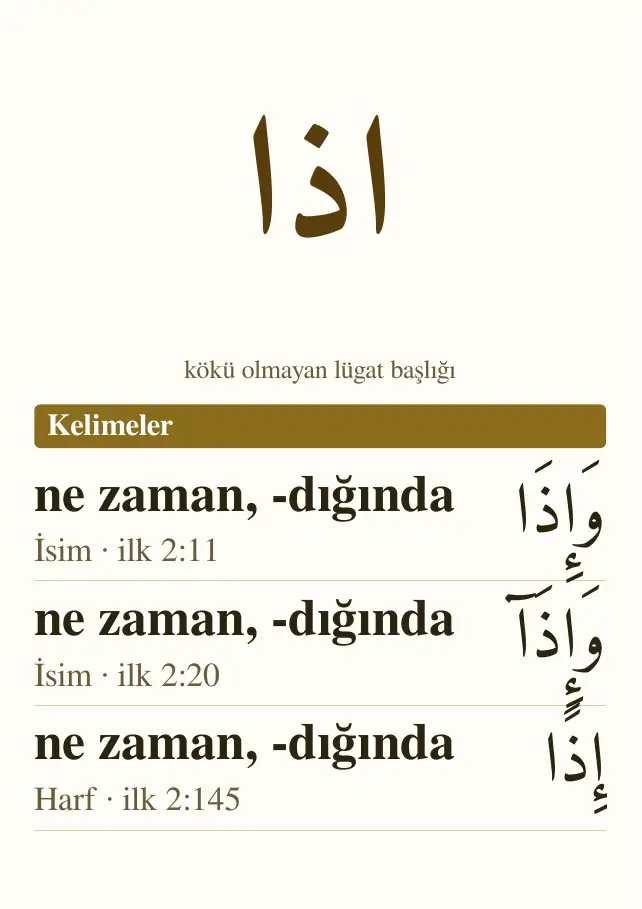 اذا
kökü olmayan lügat başlığı
Kelimeler
ne zaman, -dığında وَإِذَا
İsim · ilk 2:11
ne zaman, -dığında وَإِذَآ
İsim · ilk 2:20
ne zaman, -dığında إِذًا
Harf · ilk 2:145